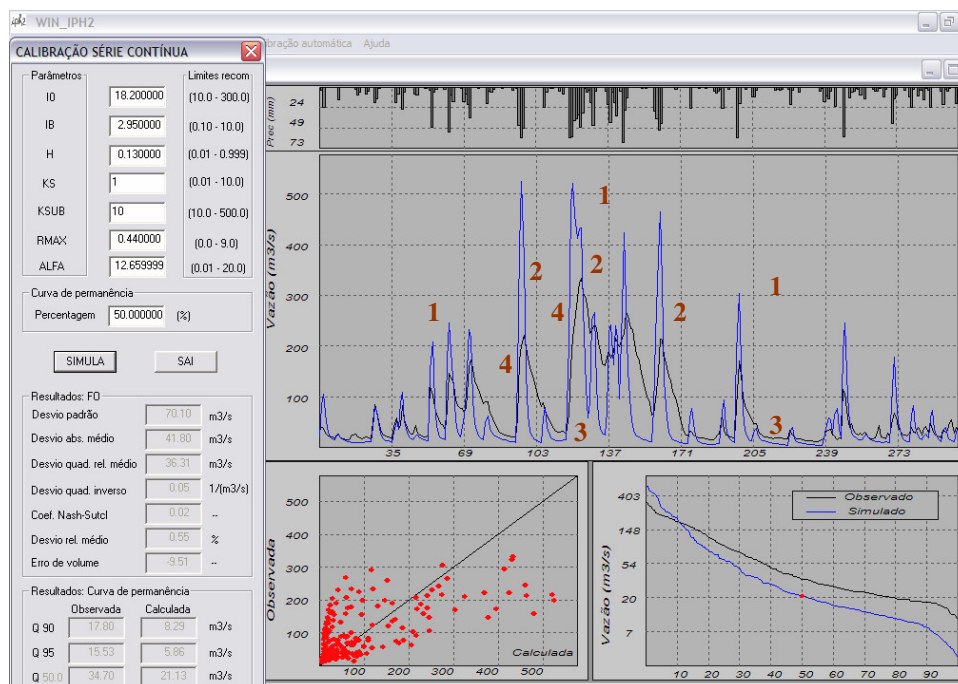 iph2 WIN_IPH2
CALIBRAÇÃO SÉRIE CONTÍNUA
bração automática Ajuda
Parâmetros
Limites recom
I0 18.200000 (10.0 - 300.0)
IB 2.950000 (0.10 - 10.0)
H 0.130000 (0.01 - 0.999)
KS 1 (0.01 - 10.0)
KSUB 10 (10.0 - 500.0)
RMAX 0.440000 (0.0 - 9.0)
ALFA 12.659999 (0.01 - 20.0)
Curva de permanência
Percentagem 50.000000 (%)
SIMULA SAI
Resultados: FO
Desvio padrão 70.10 m3/s
Desvio abs. médio 41.80 m3/s
Desvio quad. rel. médio 36.31 m3/s
Desvio quad. inverso 0.05 1/(m3/s)
Coef. Nash-Sutcl 0.02 --
Desvio rel. médio 0.55 %
Erro de volume -9.51 --
Resultados: Curva de permanência
Observada Calculada
Q 90 17.80 8.29 m3/s
Q 95 15.53 5.86 m3/s
Q 50.0 34.70 21.13 m3/s
Prec (mm)
24
49
73
Vazão (m3/s)
500
400
300
200
100
1
2 2
1
4
1
2
4
3
3
35 69 103 137 171 205 239 273
Observada
500
400
300
200
100
Calculada
100 200 300 400 500
Vazão (m3/s)
403
148
54
20
7
Observado
Simulado
10 20 30 40 50 60 70 80 90